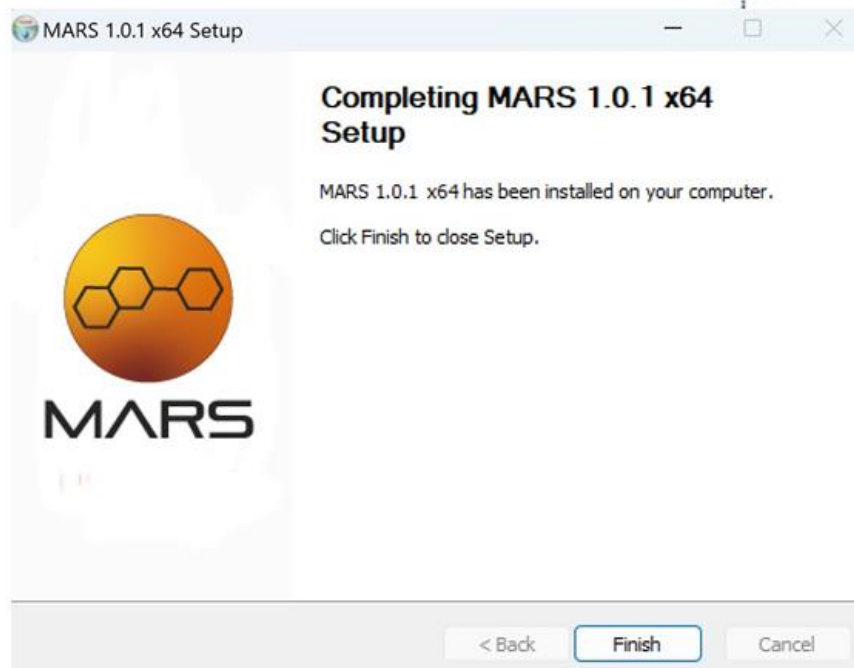 MARS 1.0.1 x64 Setup
Completing MARS 1.0.1 x64
Setup
MARS 1.0.1 x64 has been installed on your computer.
Click Finish to close Setup.
MARS
< Back
Finish
Cancel